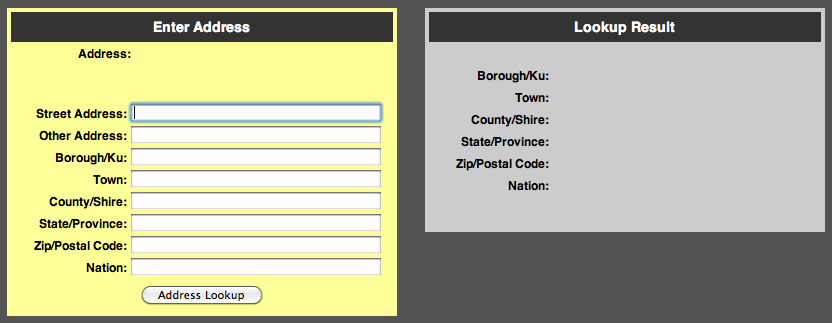 Enter Address
Address:
Street Address:
Other Address:
Borough/Ku:
Town:
County/Shire:
State/Province:
Zip/Postal Code:
Nation:
Address Lookup
Lookup Result
Borough/Ku:
Town:
County/Shire:
State/Province:
Zip/Postal Code:
Nation: